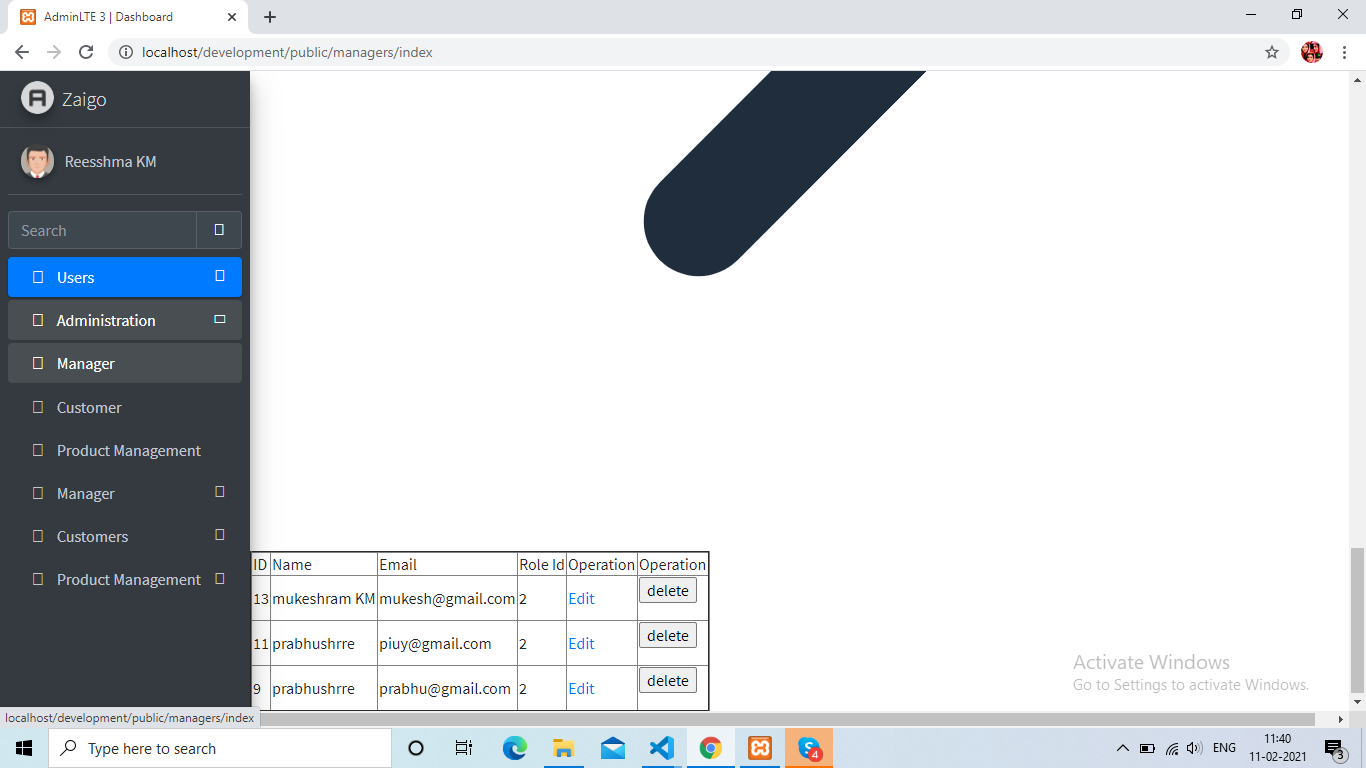 AdminLTE 3 | Dashboard
localhost/development/public/managers/index
Zaigo
Reesshma KM
Search
Users
Administration
Manager
Customer
Product Management
Manager
Customers
Product Management
ID Name Email Role Id Operation Operation
13 mukeshram KM mukesh@gmail.com 2 Edit delete
11 prabhushrre piuy@gmail.com 2 Edit delete
9 prabhushrre prabhu@gmail.com 2 Edit delete
Activate Windows
Go to Settings to activate Windows.
localhost/development/public/managers/index
Type here to search
4
ENG
11:40
11-02-2021
3